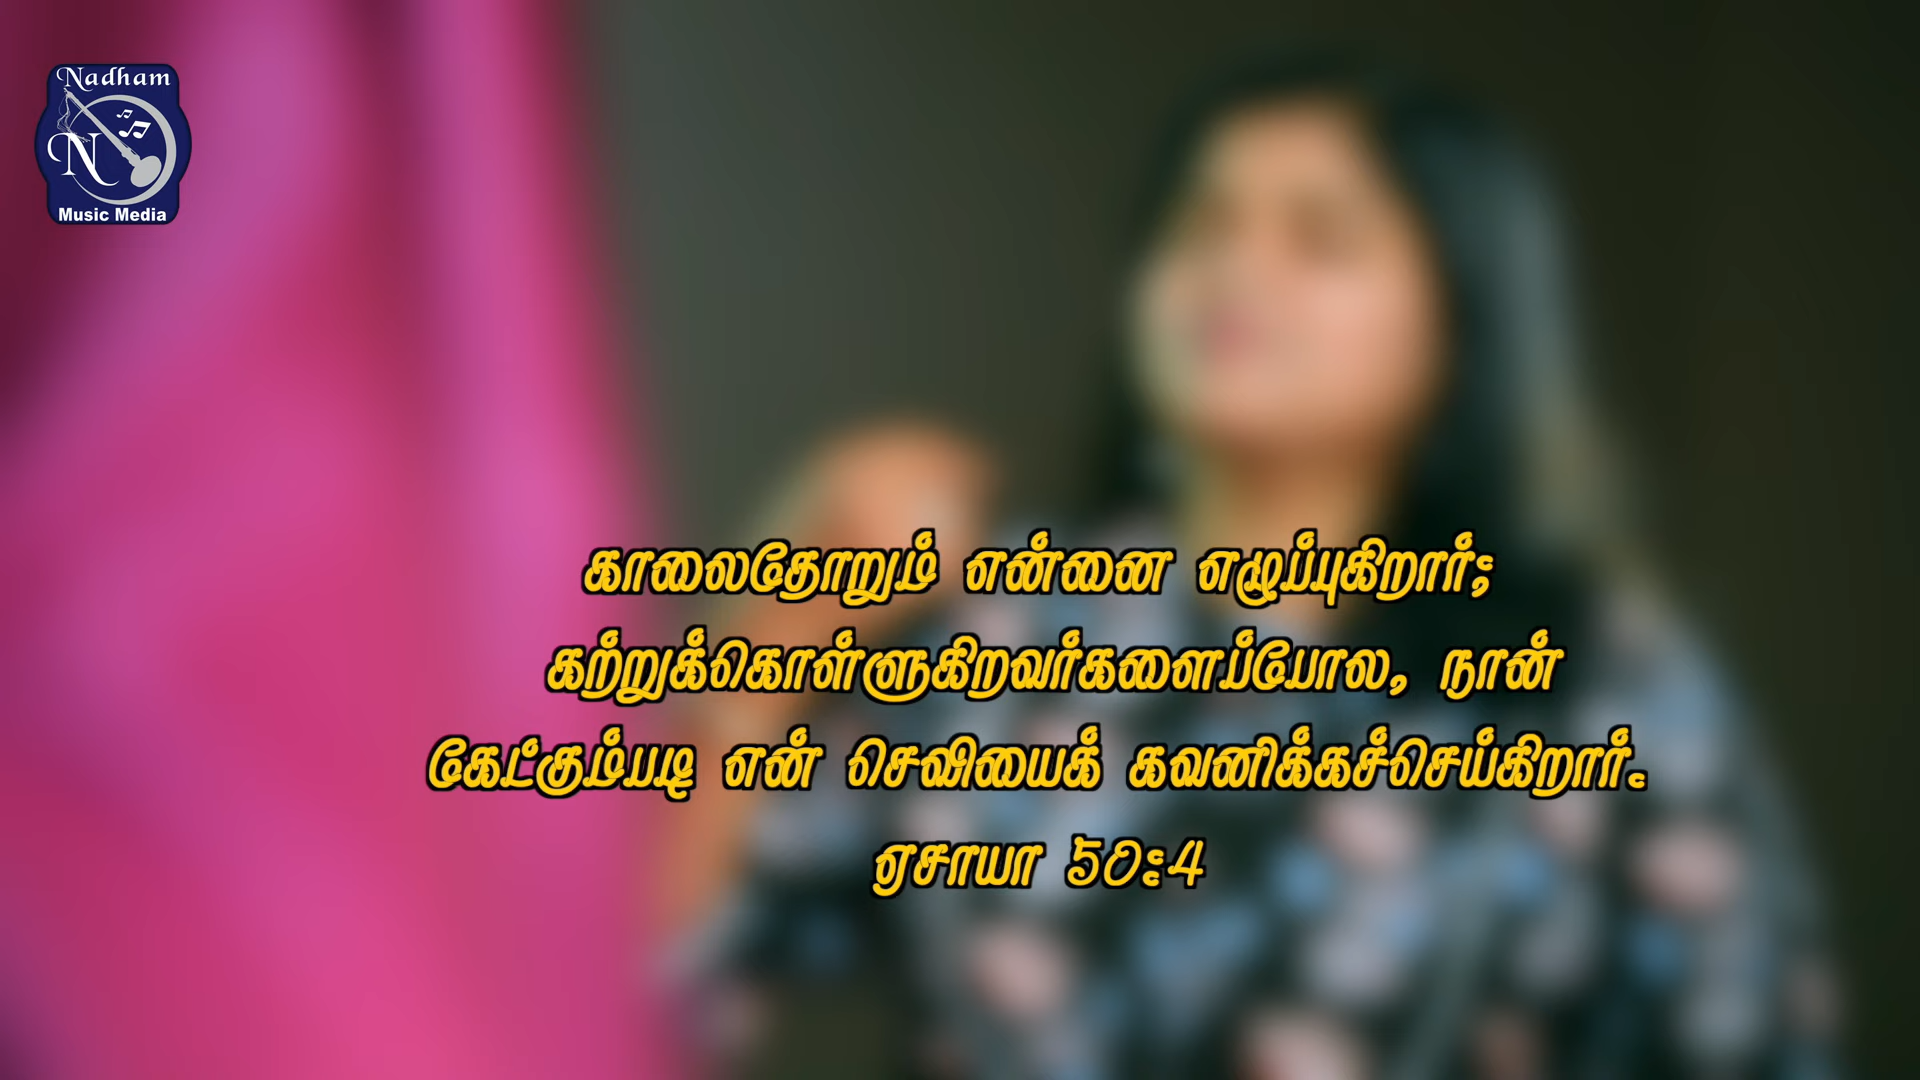 Nadham
N
Music Media
காலைதோறும் என்னை எழுப்புகிறார்;
கற்றுக்கொள்ளுகிறவர்களைப்போல, நான்
கேட்கும்படி என் செவியைக் கவனிக்கச்செய்கிறார்.
ஏசாயா 50:4